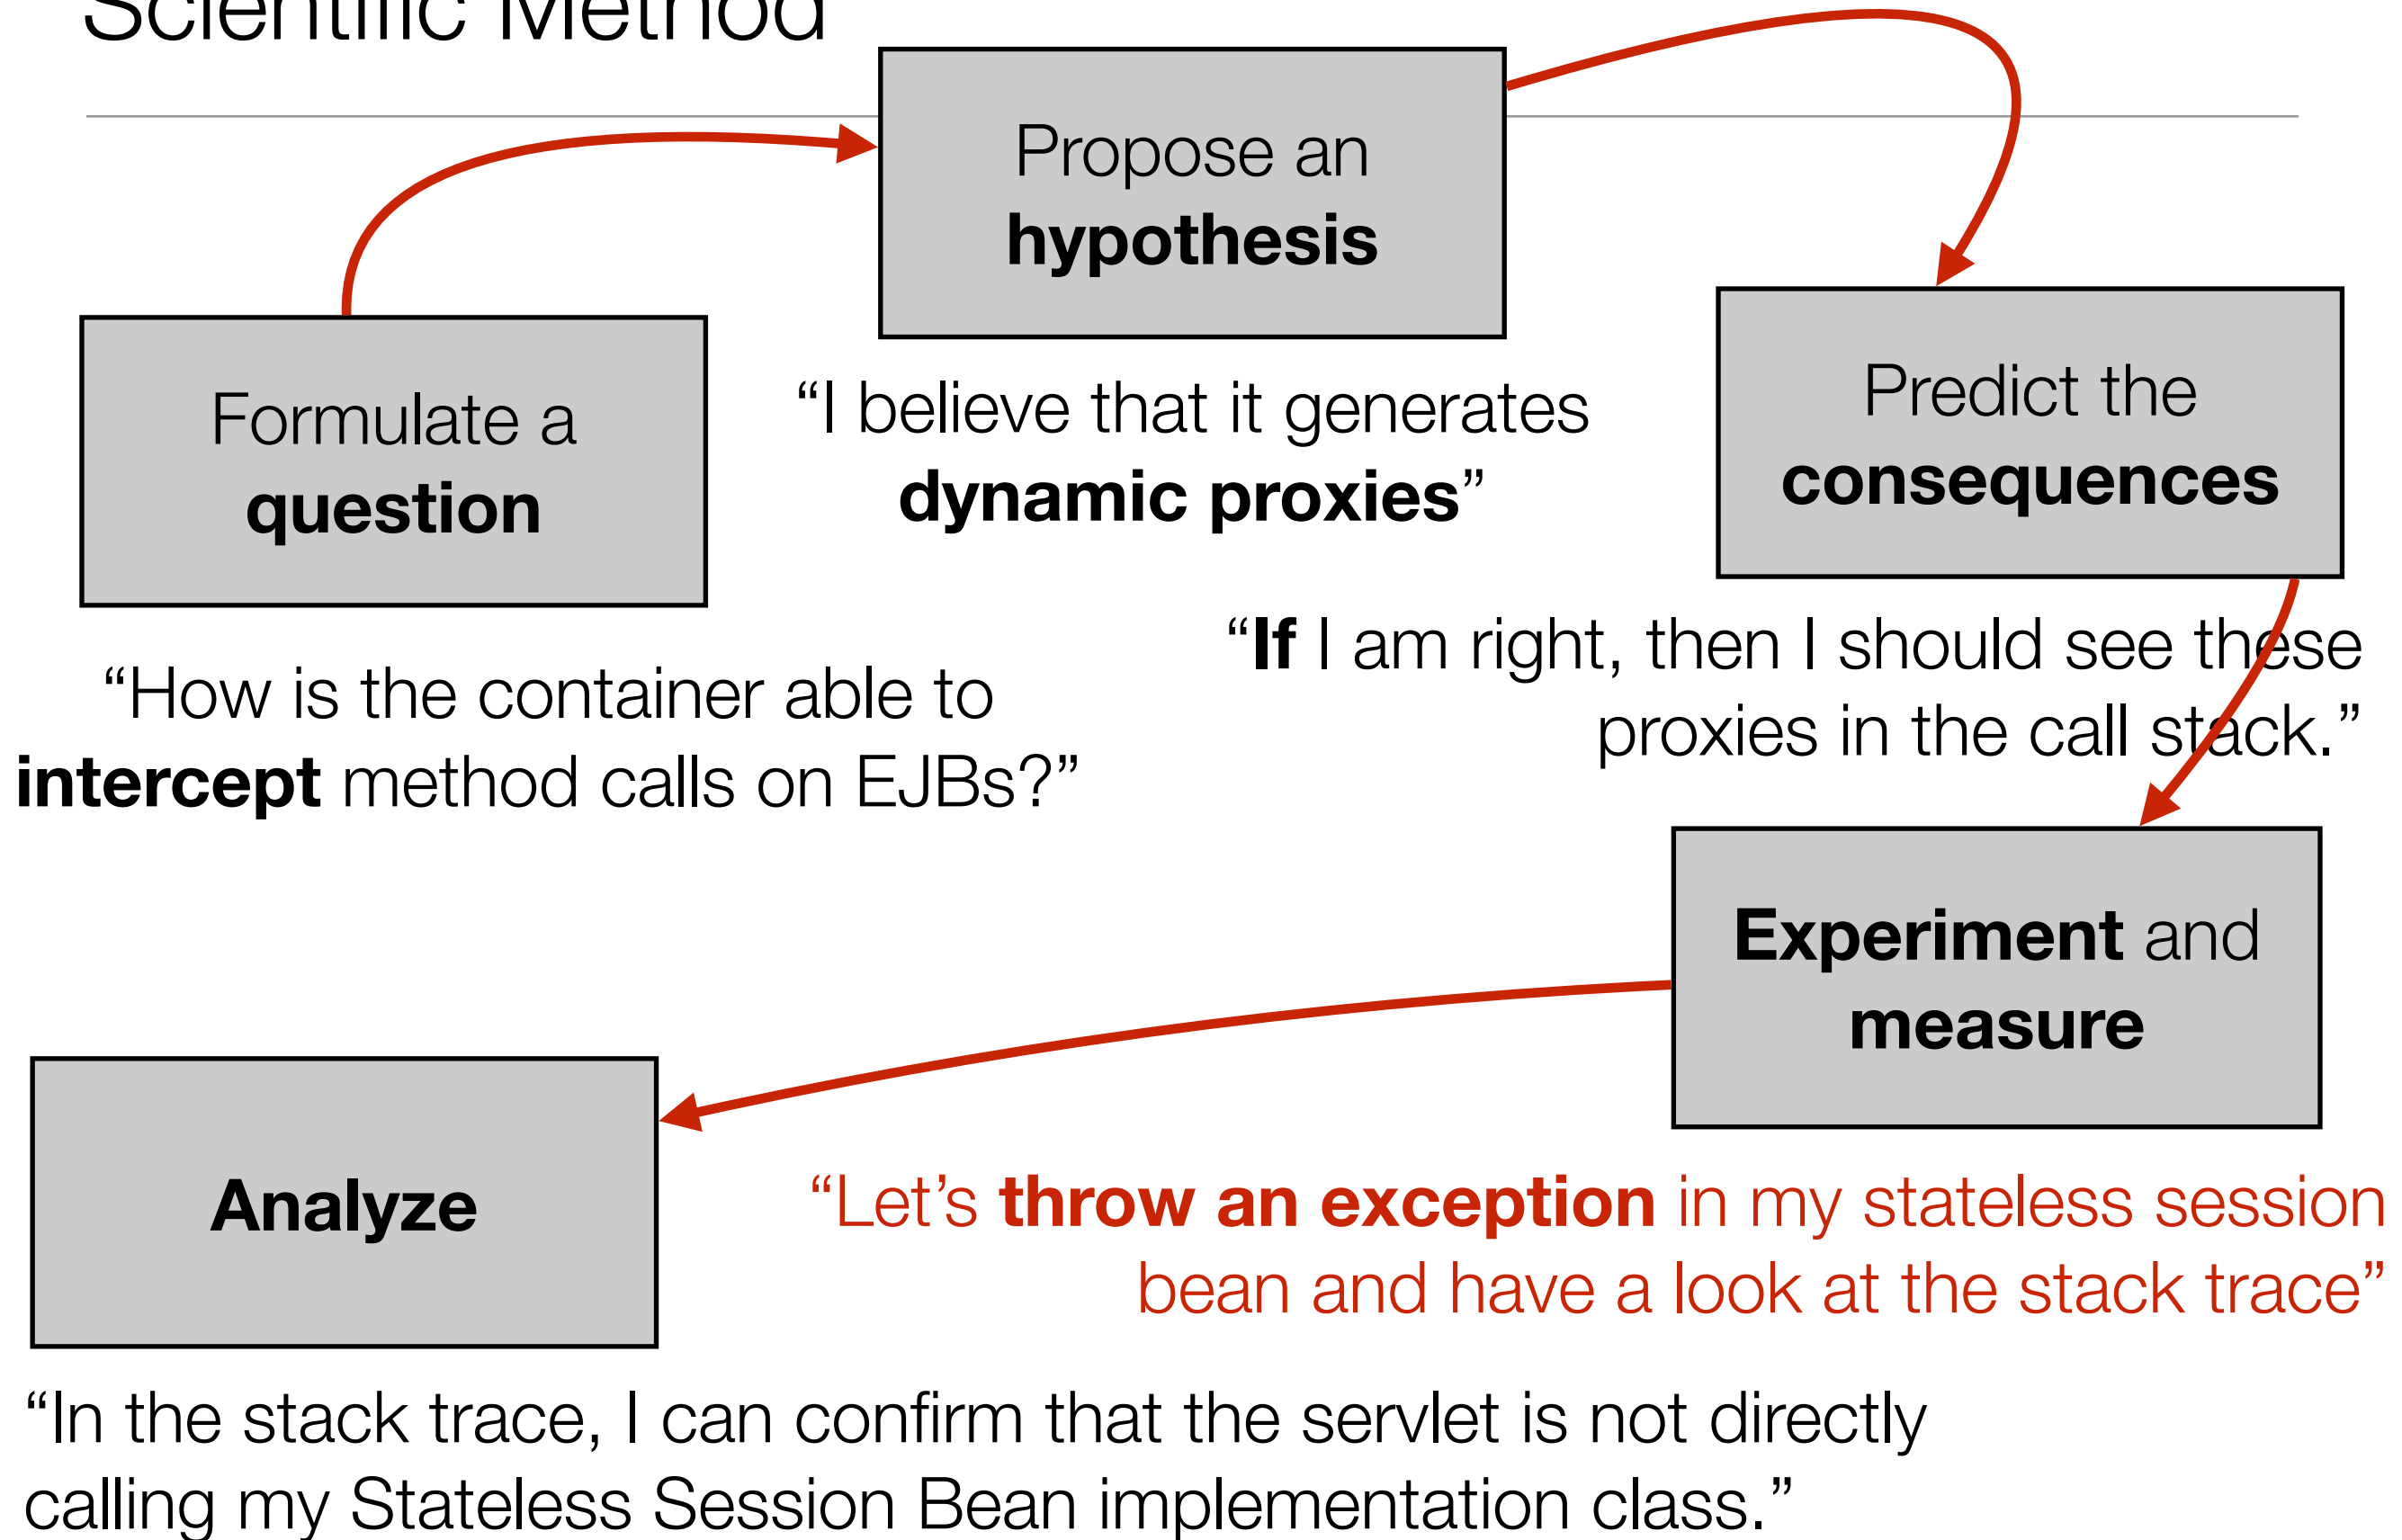 Scientific Method
Propose an
hypothesis
“I believe that it generates
dynamic proxies”
Formulate a
question
“How is the container able to
intercept method calls on EJBs?”
Predict the
consequences
“If I am right, then I should see these
proxies in the call stack.”
Experiment and
measure
“Let’s throw an exception in my stateless session
bean and have a look at the stack trace”
Analyze
“In the stack trace, I can confirm that the servlet is not directly
calling my Stateless Session Bean implementation class.”